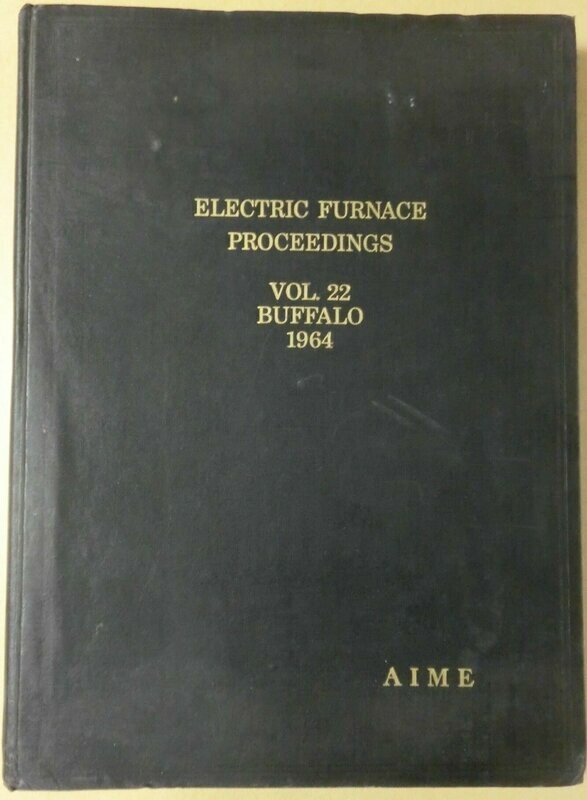 ELECTRIC FURNACE
PROCEEDINGS
VOL. 22
BUFFALO
1964
AIME